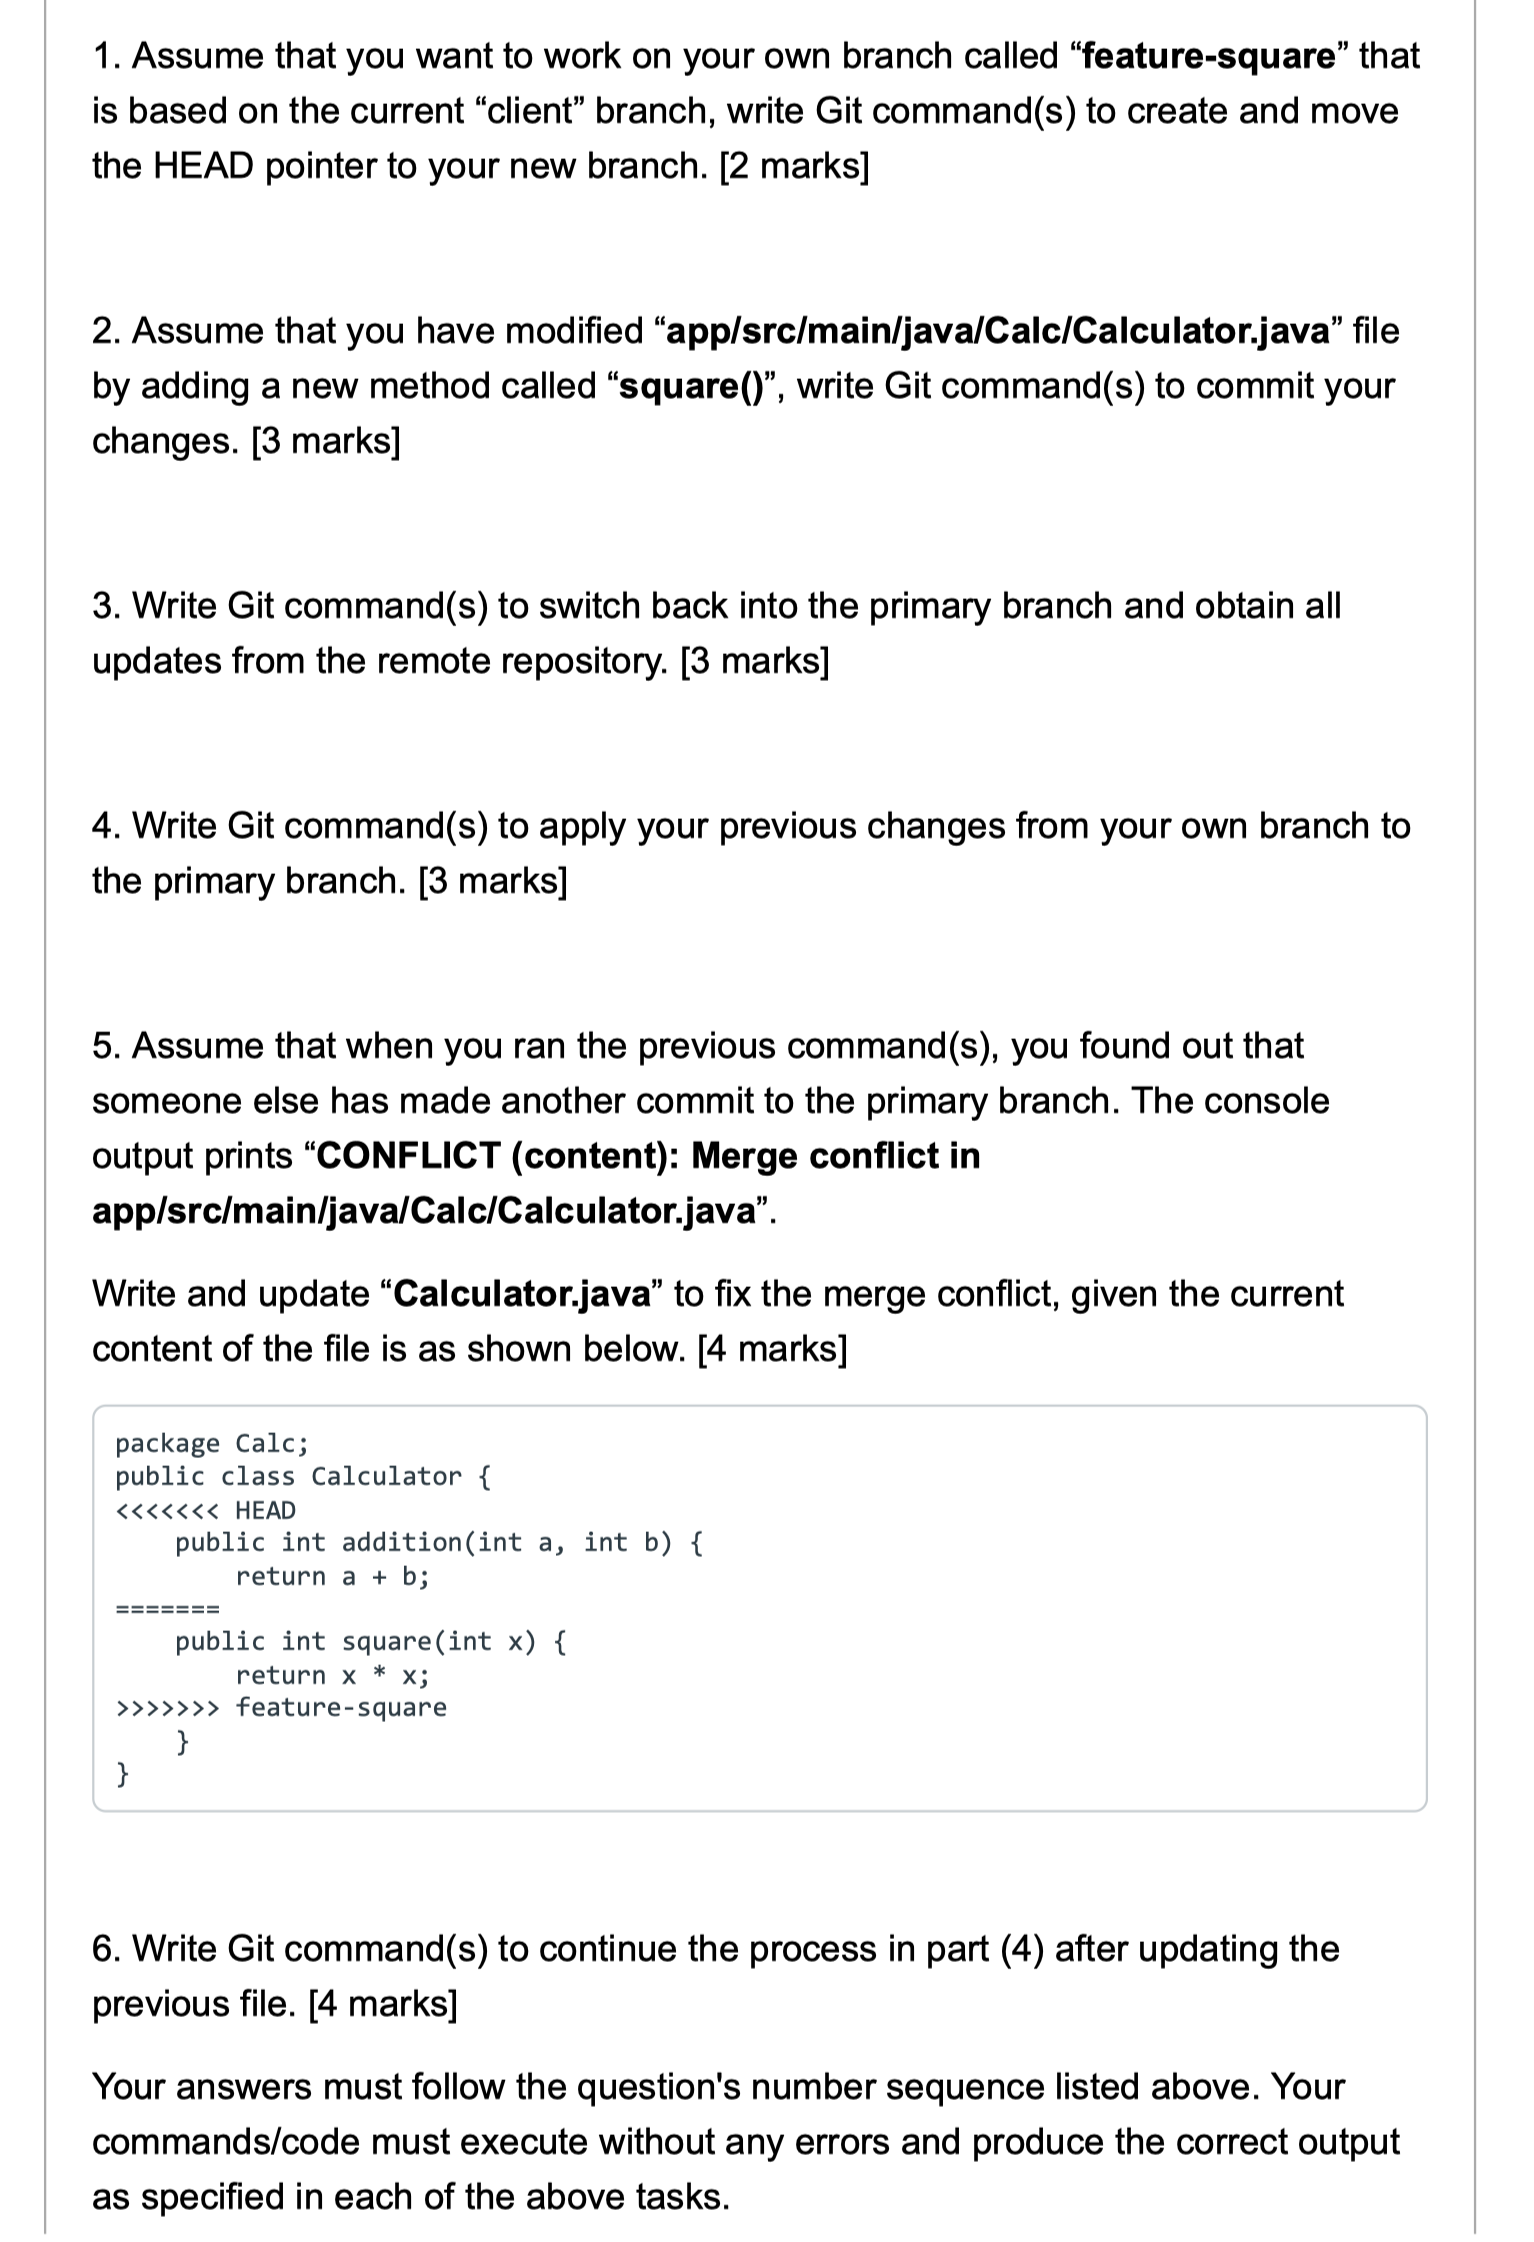 1. Assume that you want to work on your own branch called “feature-square” that
is based on the current “client” branch, write Git command(s) to create and move
the HEAD pointer to your new branch. [2 marks]
2. Assume that you have modified “app/src/main/java/Calc/Calculator.java” file
by adding a new method called “square()”, write Git command(s) to commit your
changes. [3 marks]
3. Write Git command(s) to switch back into the primary branch and obtain all
updates from the remote repository. [3 marks]
4. Write Git command(s) to apply your previous changes from your own branch to
the primary branch. [3 marks]
5. Assume that when you ran the previous command(s), you found out that
someone else has made another commit to the primary branch. The console
output prints “CONFLICT (content): Merge conflict in
app/src/main/java/Calc/Calculator.java”.
Write and update “Calculator.java” to fix the merge conflict, given the current
content of the file is as shown below. [4 marks]
package Calc;
public class Calculator {
<<<<<<< HEAD
    public int addition(int a, int b) {
        return a + b;
=======
    public int square(int x) {
        return x * x;
>>>>>>> feature-square
    }
}
6. Write Git command(s) to continue the process in part (4) after updating the
previous file. [4 marks]
Your answers must follow the question's number sequence listed above. Your
commands/code must execute without any errors and produce the correct output
as specified in each of the above tasks.